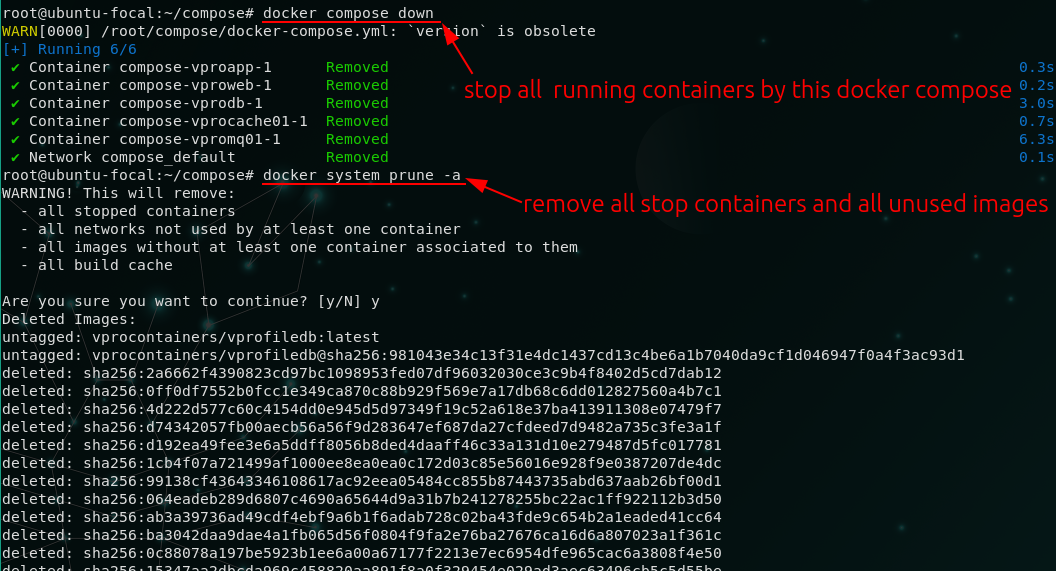 root@ubuntu-focal:~/compose# docker compose down
WARN[0000] /root/compose/docker-compose.yml: `version` is obsolete
[+] Running 6/6
✔ Container compose-vproapp-1 Removed 0.3s
✔ Container compose-vproweb-1 Removed 0.2s
stop all running containers by this docker compose
✔ Container compose-vprodb-1 Removed 3.0s
✔ Container compose-vprocache01-1 Removed 0.7s
✔ Container compose-vpromq01-1 Removed 6.3s
✔ Network compose_default Removed 0.1s
root@ubuntu-focal:~/compose# docker system prune -a
WARNING! This will remove:
remove all stop containers and all unused images
- all stopped containers
- all networks not used by at least one container
- all images without at least one container associated to them
- all build cache
Are you sure you want to continue? [y/N] y
Deleted Images:
untagged: vprocontainers/vprofiledb:latest
untagged: vprocontainers/vprofiledb@sha256:981043e34c13f31e4dc1437cd13c4be6a1b7040da9cf1d046947f0a4f3ac93d1
deleted: sha256:2a6662f4390823cd97bc1098953fed07df96032030ce3c9b4f8402d5cd7dab12
deleted: sha256:0ff0df7552b0fcc1e349ca870c88b929f569e7a17db68c6dd012827560a4b7c1
deleted: sha256:4d222d577c60c4154dd0e945d5d97349f19c52a618e37ba413911308e07479f7
deleted: sha256:d74342057fb00aecb56a56f9d283647ef687da27cfdeed7d9482a735c3fe3a1f
deleted: sha256:d192ea49fee3e6a5ddff8056b8ded4daaff46c33a131d10e279487d5fc017781
deleted: sha256:1cb4f07a721499af1000ee8ea0ea0c172d03c85e56016e928f9e0387207de4dc
deleted: sha256:99138cf43643346108617ac92eea05484cc855b87443735abd637aab26bf00d1
deleted: sha256:064eadeb289d6807c4690a65644d9a31b7b241278255bc22ac1ff922112b3d50
deleted: sha256:ab3a39736ad49cdf4ebf9a6b1f6adab728c02ba43fde9c654b2a1eaded41cc64
deleted: sha256:ba3042daa9dae4a1fb065d56f0804f9fa2e76ba27676ca16d6a807023a1f361c
deleted: sha256:0c88078a197be5923b1ee6a00a67177f2213e7ec6954dfe965cac6a3808f4e50
deleted: